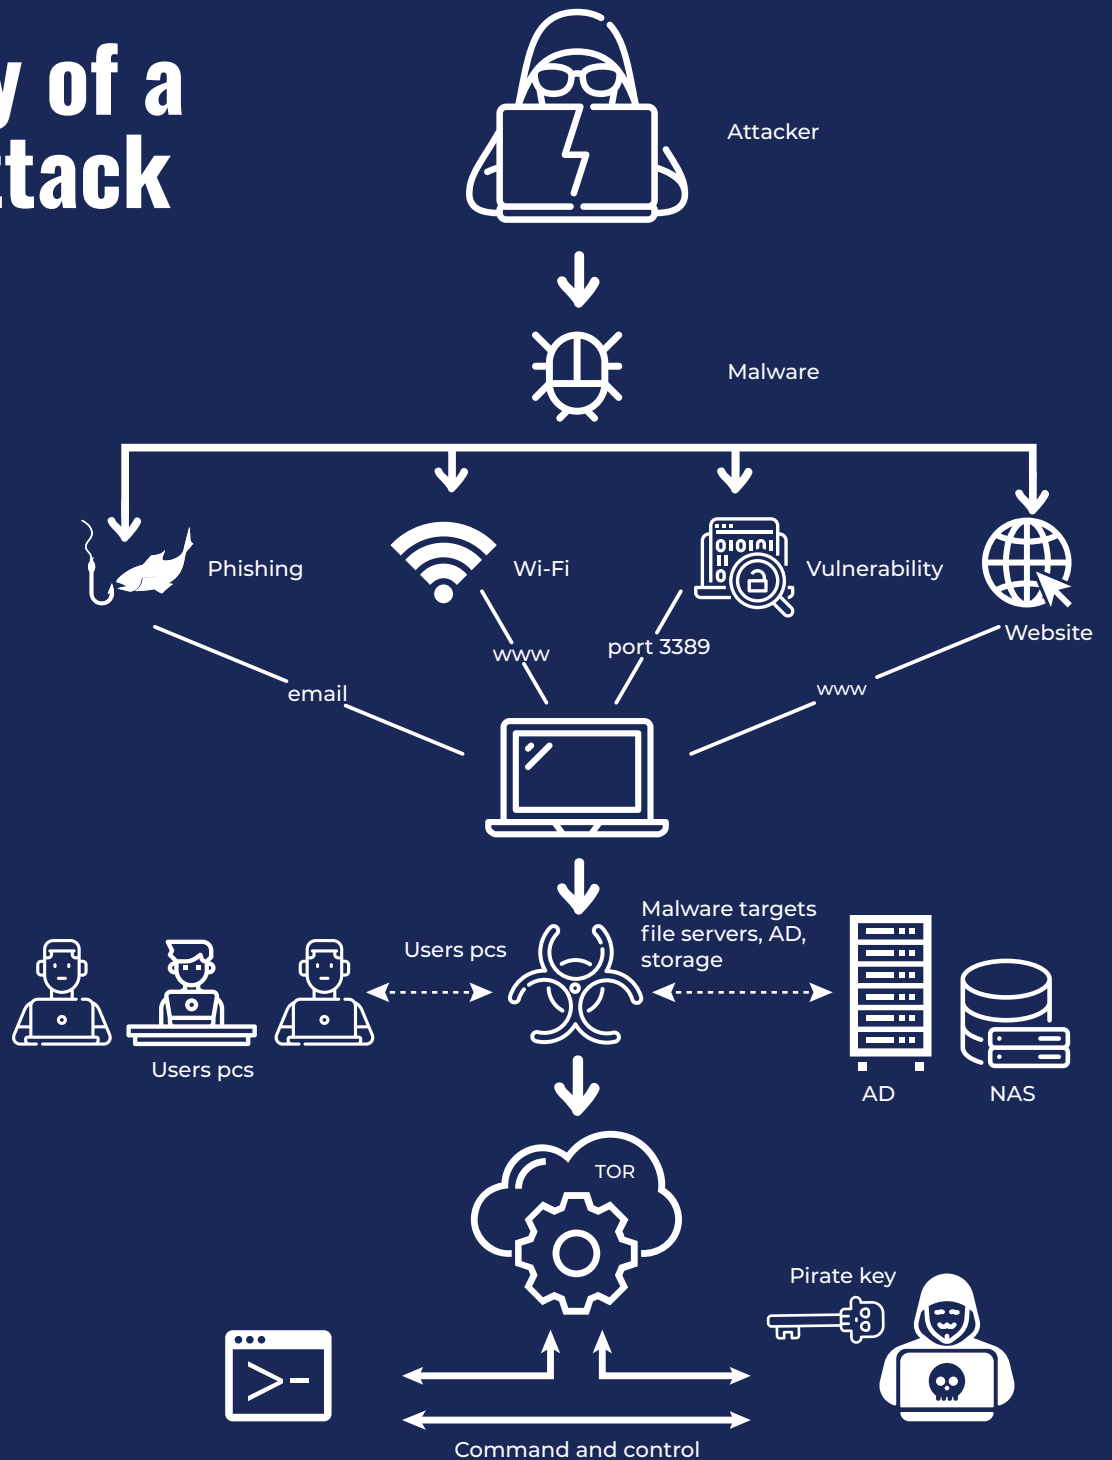 y of a
ttack
Attacker
Malware
Phishing
Wi-Fi
Vulnerability
Website
www
port 3389
email
www
Users pcs
Malware targets
file servers, AD,
storage
Users pcs
AD
NAS
TOR
Pirate key
>-
Command and control